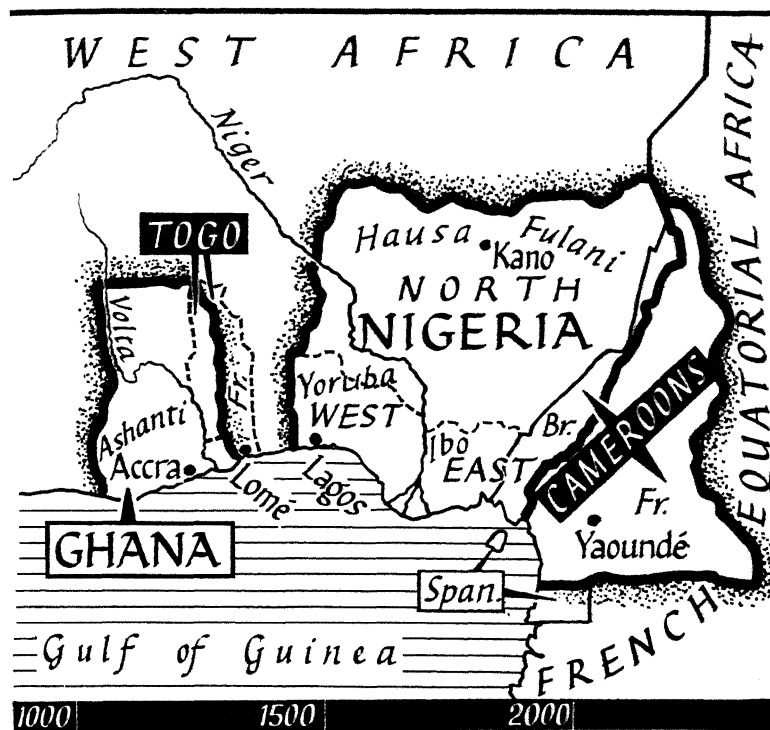 WEST AFRICA
EQUATORIAL AFRICA
Niger
TOGO
Hausa
Fulani
Kano
NORTH
NIGERIA
Volta
Fr.
Yoruba
WEST
Ashanti
Accra
Ibo
EAST
Br.
CAMEROONS
Lomé
Lagos
Fr.
Yaoundé
GHANA
Span.
FRENCH
Gulf of Guinea
1000 1500 2000